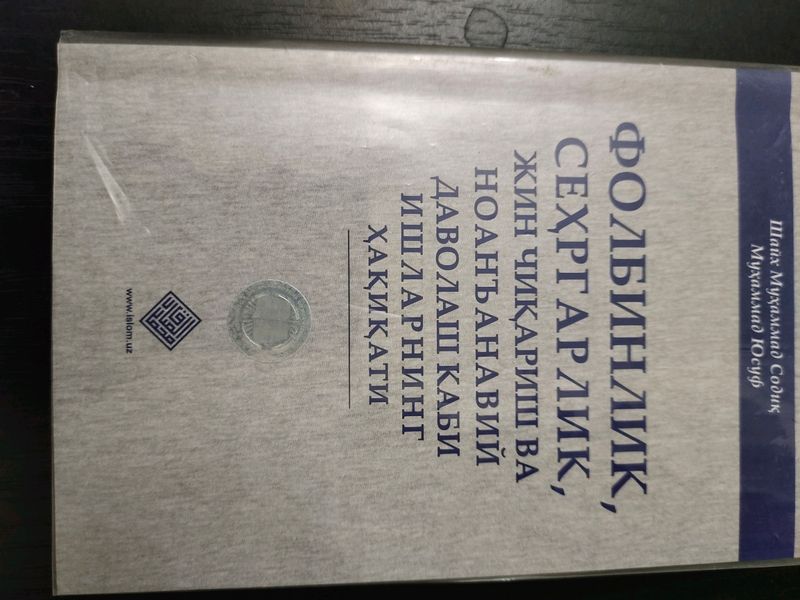 Шайх Муҳаммад Содиқ
Муҳаммад Юсуф
ФОЛБИНЛИК,
СЕҲРГАРЛИК,
ЖИН ЧИҚАРИШ ВА
НОАНЪАНАВИЙ
ДАВОЛАШ КАБИ
ИШЛАРНИНГ
ҲАҚИҚАТИ
www.islom.uz